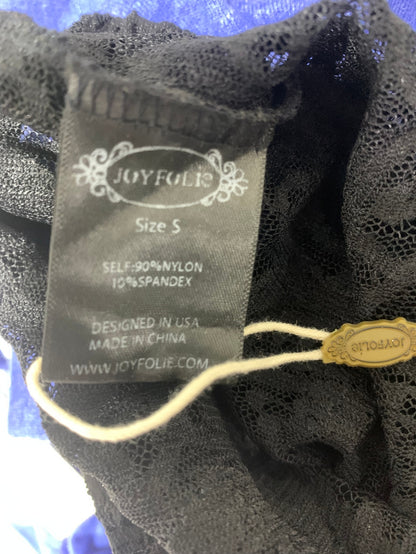 JOYFOLie
Size S
SELF:90%NYLON
10%SPANDEX
DESIGNED IN USA
MADE IN CHINA
WWW.JOYFOLIE.COM
JOYFOLIE